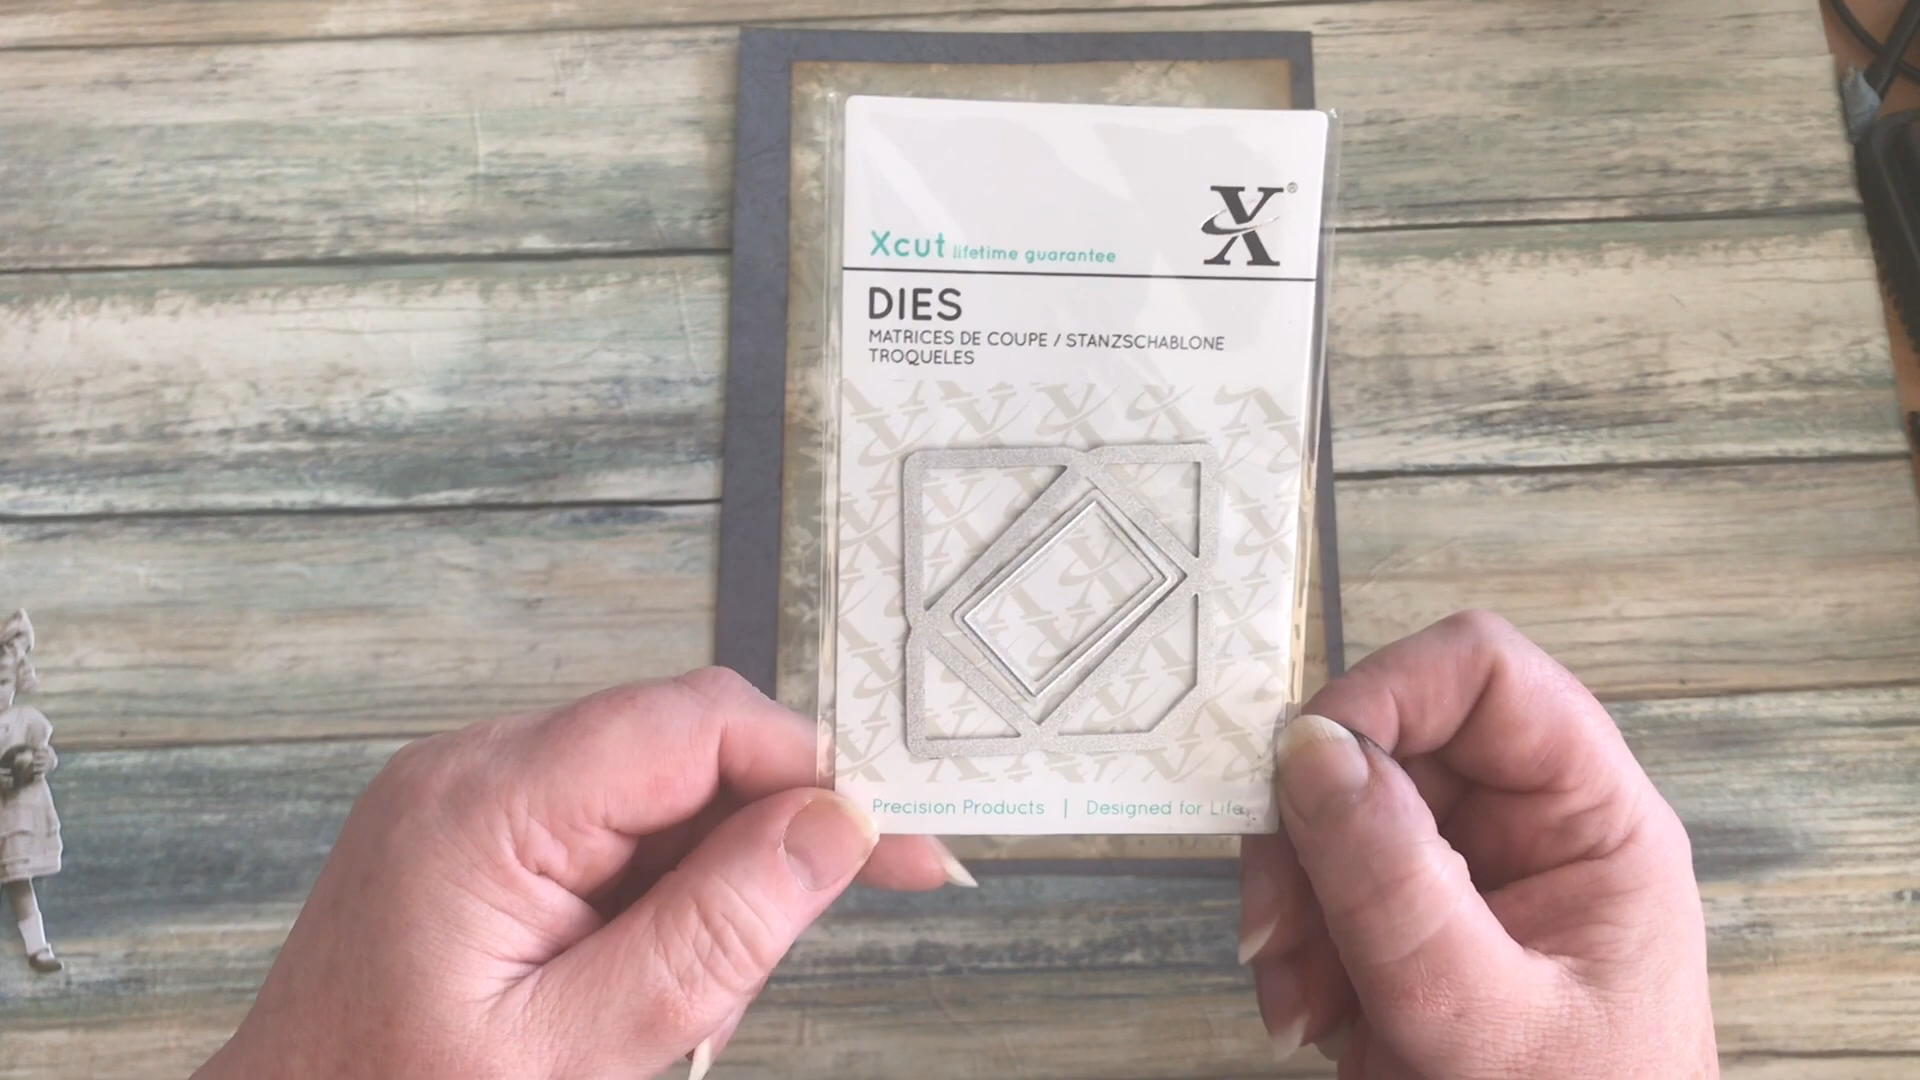 X®
Xcut lifetime guarantee
DIES
MATRICES DE COUPE / STANZSCHABLONE
TROQUELES
Precision Products | Designed for Life